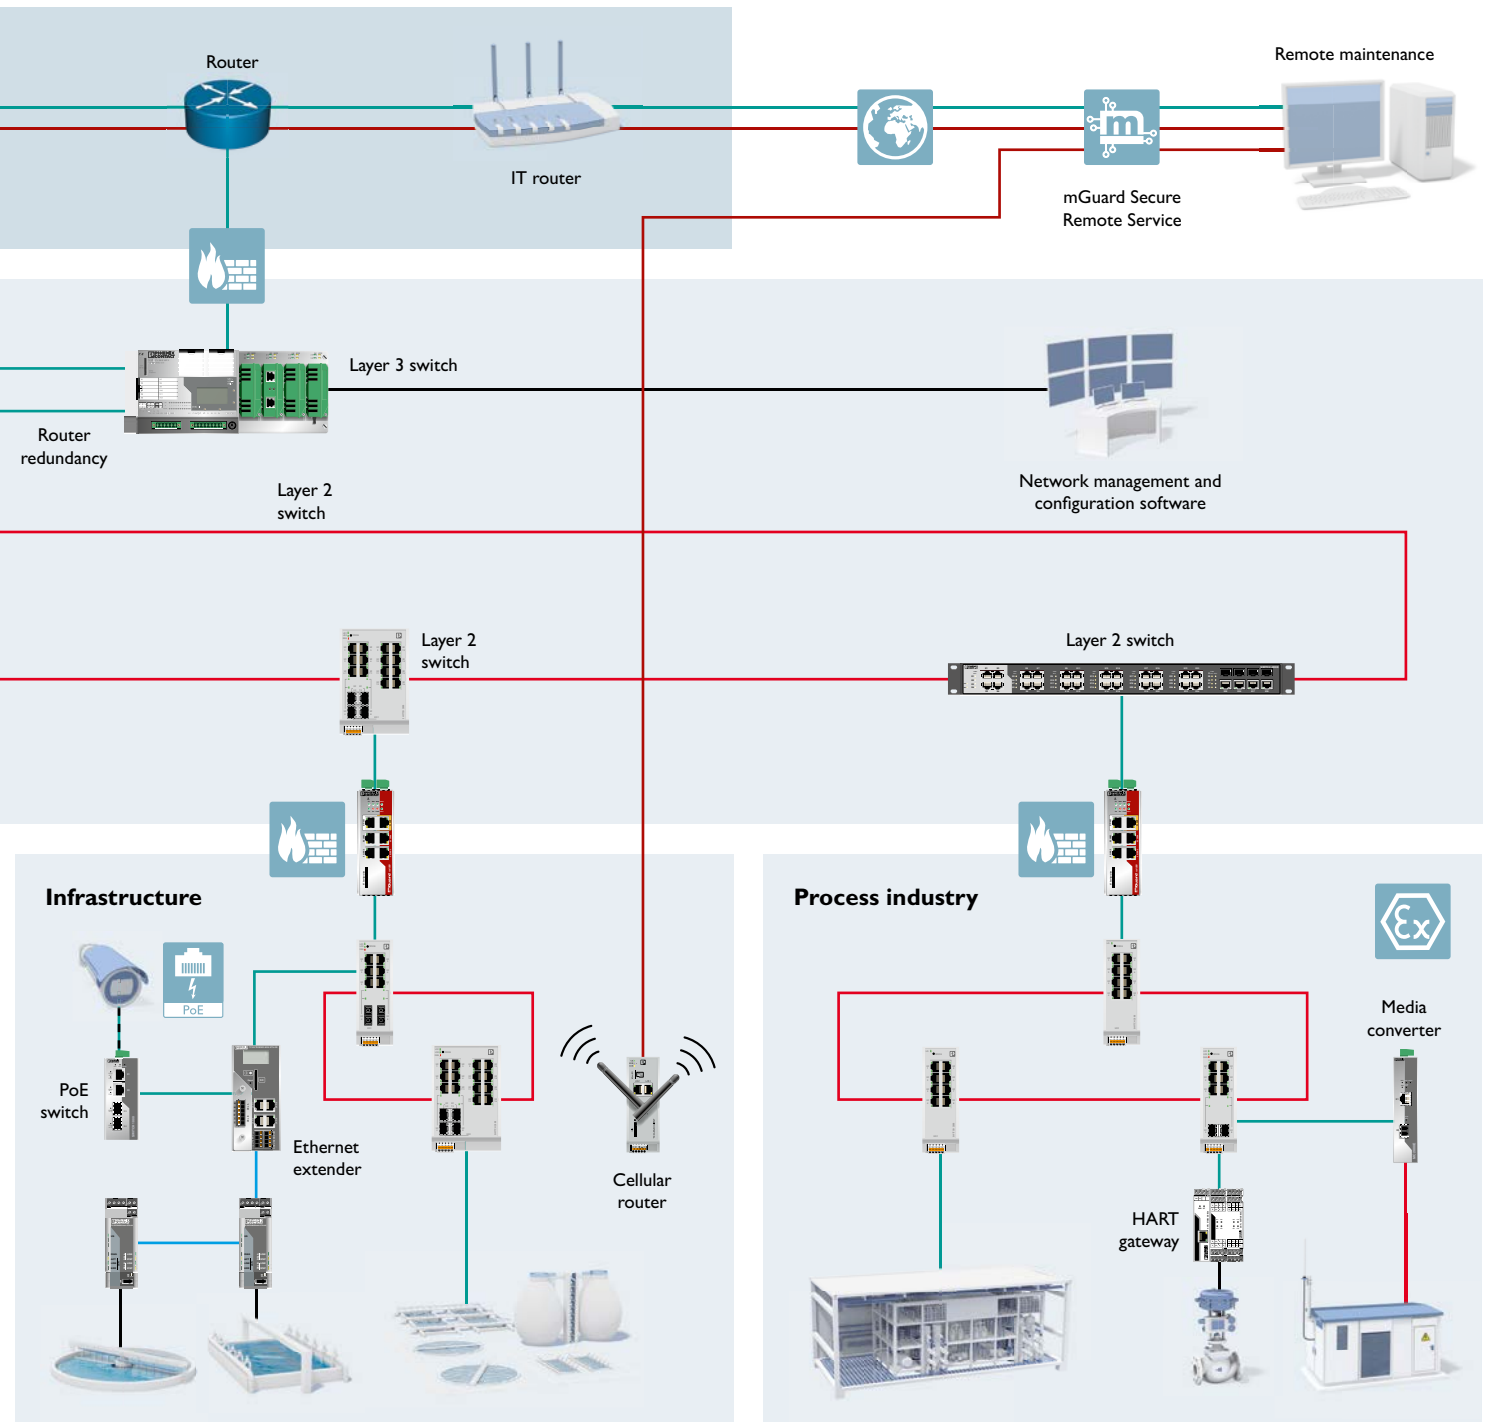 Router
Remote maintenance
IT router
mGuard Secure
Remote Service
m
Layer 3 switch
Router
redundancy
Network management and
configuration software
Layer 2
switch
Layer 2
switch
Layer 2 switch
Infrastructure
Process industry
Ex
PoE
Media
converter
PoE
switch
Ethernet
extender
Cellular
router
HART
gateway